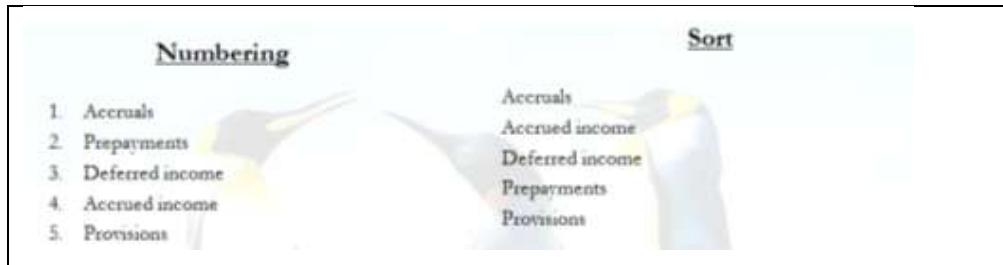 Numbering
1. Accruals
2. Prepayments
3. Deferred income
4. Accrued income
5. Provisions
Sort
Accruals
Accrued income
Deferred income
Prepayments
Provisions